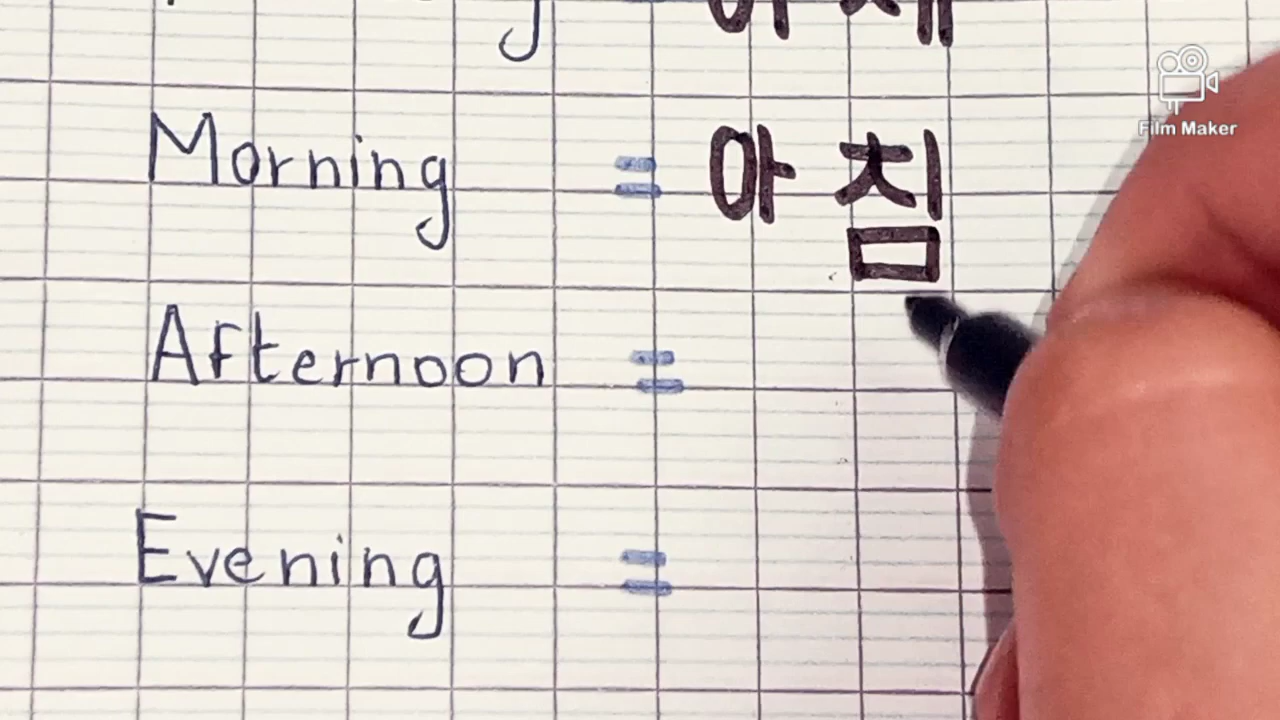 Morning = 아침
Afternoon =
Evening =
Film Maker